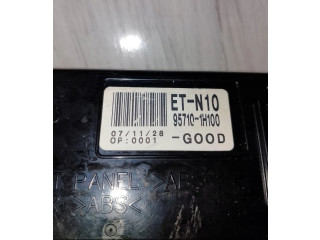 ET-N10
95710-1H100
07/11/28
OP:0001
-GOOD
PANEL
>ABS<